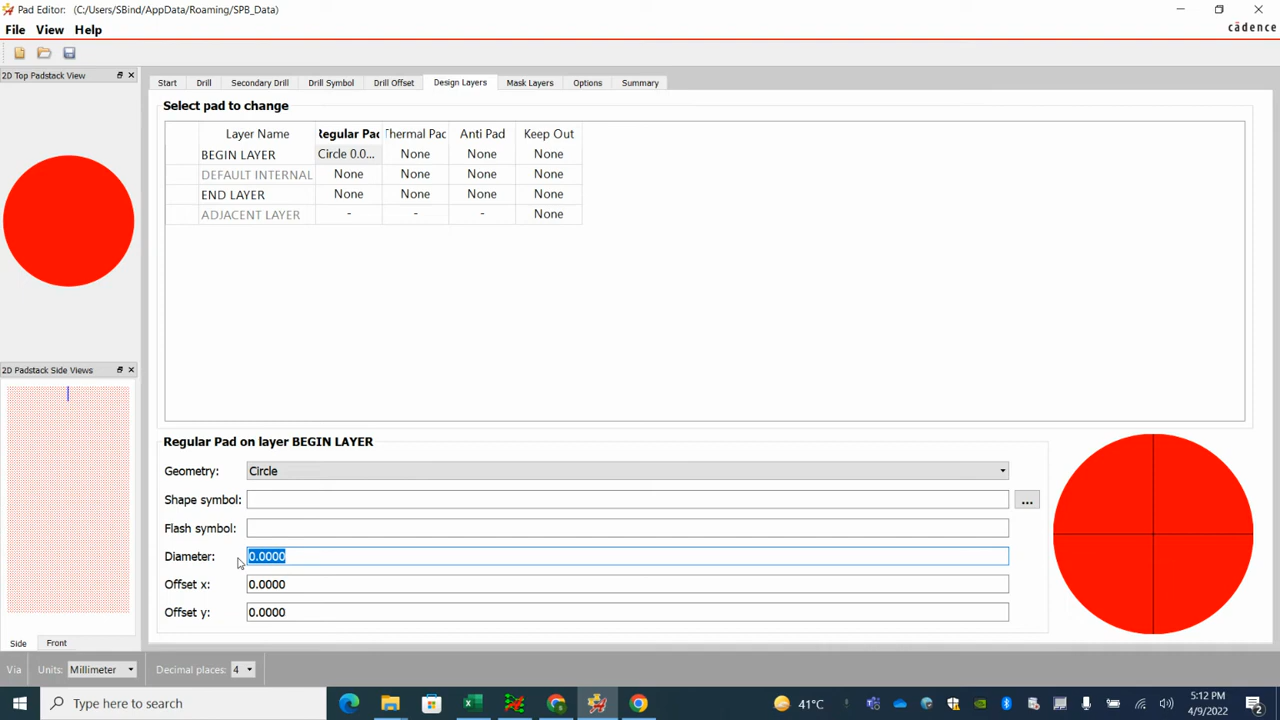 Pad Editor: (C:/Users/SBind/AppData/Roaming/SPB_Data)
File View Help
cādence
2D Top Padstack View
Start Drill Secondary Drill Drill Symbol Drill Offset Design Layers Mask Layers Options Summary
Select pad to change
Layer Name Regular Pad Thermal Pad Anti Pad Keep Out
BEGIN LAYER Circle 0.0... None None None
DEFAULT INTERNAL None None None None
END LAYER None None None None
ADJACENT LAYER - - - None
2D Padstack Side Views
Regular Pad on layer BEGIN LAYER
Geometry: Circle
Shape symbol: ...
Flash symbol:
Diameter: 0.0000
Offset x: 0.0000
Offset y: 0.0000
Side Front
Via Units: Millimeter Decimal places: 4
Type here to search
41°C
5:12 PM
4/9/2022
2